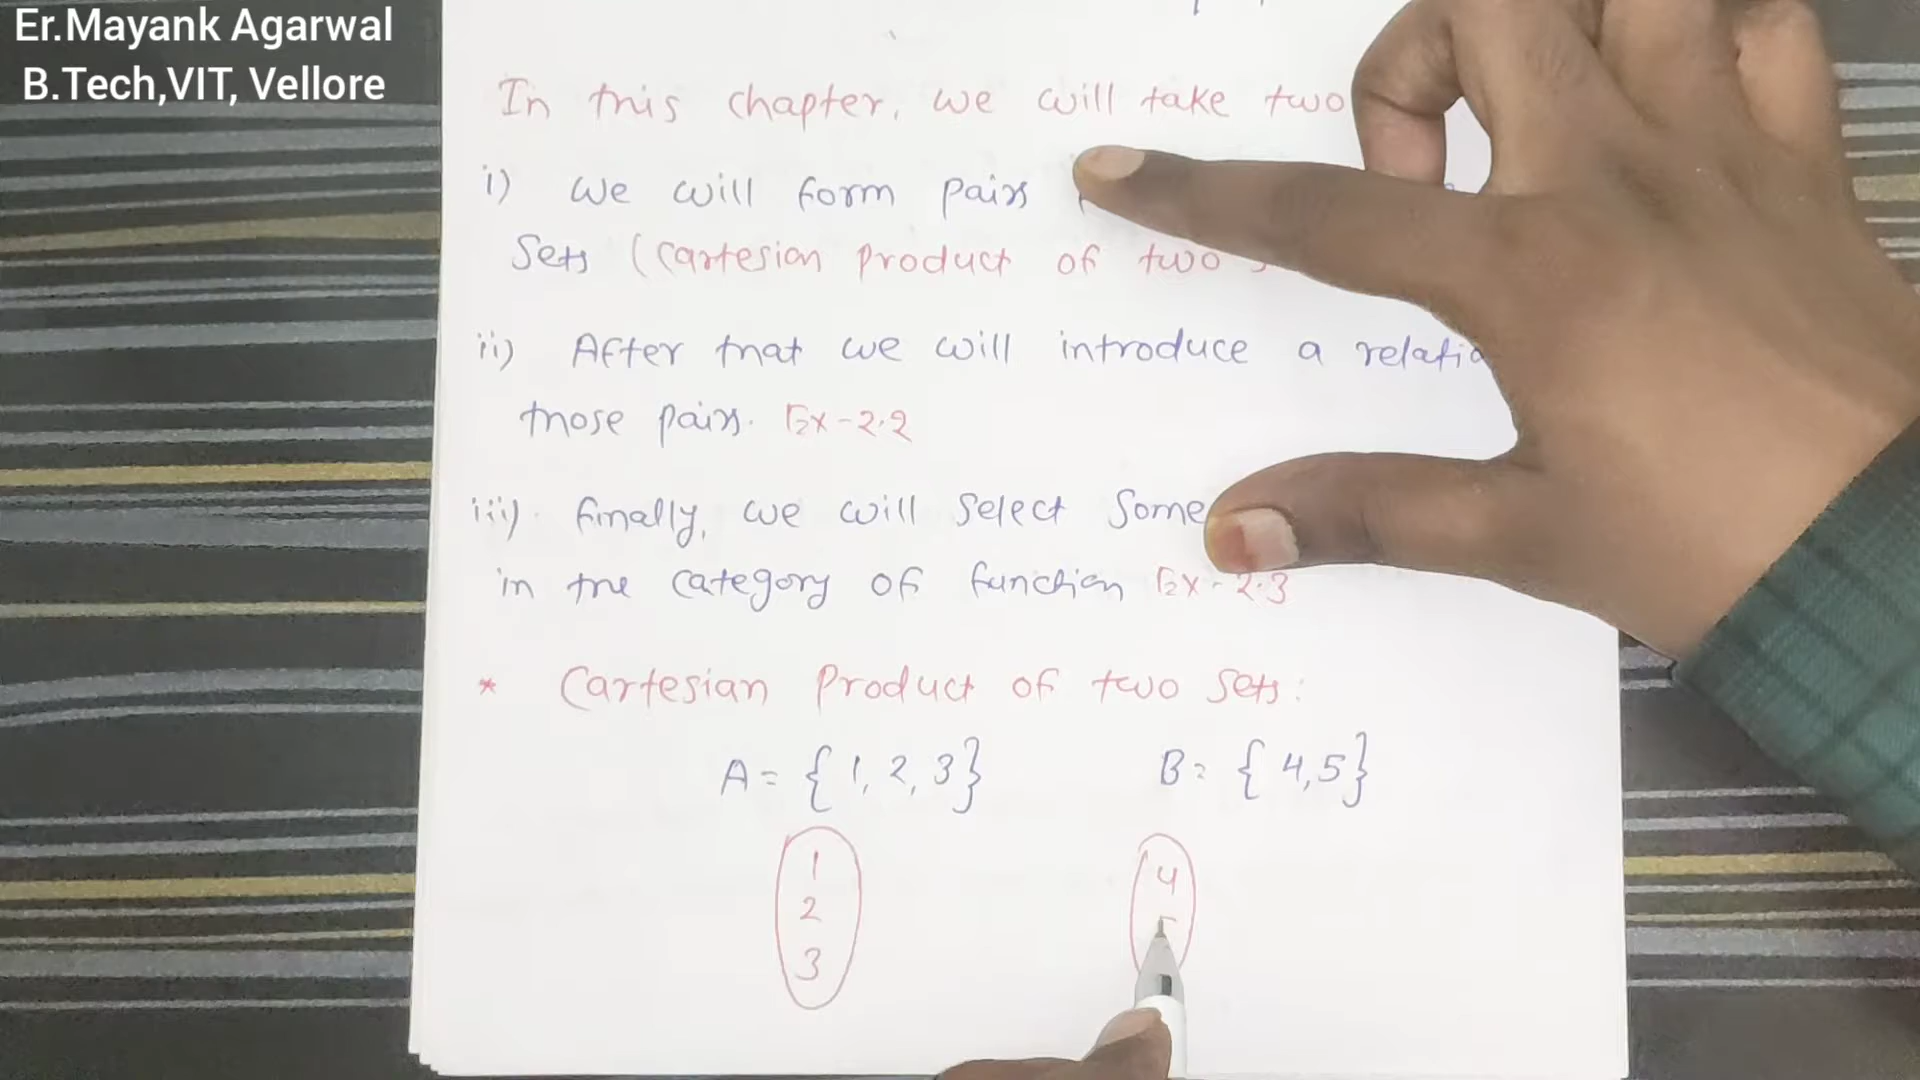 Er.Mayank Agarwal
B.Tech,VIT, Vellore
In this chapter, we will take two
i) We will form pairs
Sets (Cartesian Product of two
ii) After that we will introduce a
those pairs. Ex-2.2
iii). Finally, we will Select Some
in the category of function Ex-2.3
* Cartesian Product of two Sets:
A = { 1, 2, 3} B = { 4,5}
1 4
2
3